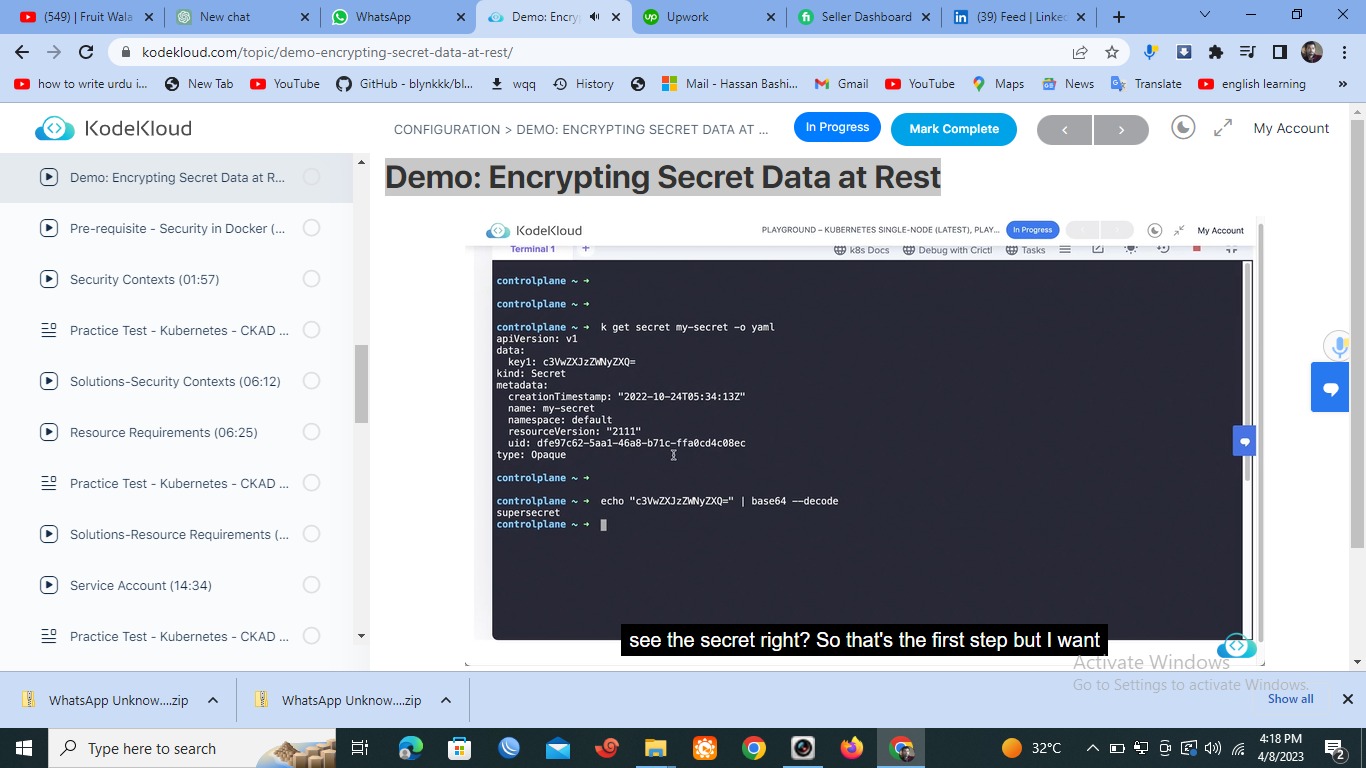 (549) | Fruit Wala
New chat
WhatsApp
Demo: Encry
Upwork
Seller Dashboard
(39) Feed | Linke
kodekloud.com/topic/demo-encrypting-secret-data-at-rest/
how to write urdu i...
New Tab
YouTube
GitHub - blynkkk/bl...
wqq
History
Mail - Hassan Bashi...
Gmail
YouTube
Maps
News
Translate
english learning
»
KodeKloud
CONFIGURATION > DEMO: ENCRYPTING SECRET DATA AT ...
In Progress
Mark Complete
<
>
My Account
Demo: Encrypting Secret Data at R...
Pre-requisite - Security in Docker (...
Security Contexts (01:57)
Practice Test - Kubernetes - CKAD ...
Solutions-Security Contexts (06:12)
Resource Requirements (06:25)
Practice Test - Kubernetes - CKAD ...
Solutions-Resource Requirements (...
Service Account (14:34)
Practice Test - Kubernetes - CKAD ...
Demo: Encrypting Secret Data at Rest
KodeKloud
PLAYGROUND – KUBERNETES SINGLE-NODE (LATEST), PLAY...
In Progress
My Account
Terminal 1
+
k8s Docs
Debug with Crictl
Tasks
controlplane ~ ➜
controlplane ~ ➜
controlplane ~ ➜ k get secret my-secret -o yaml
apiVersion: v1
data:
key1: c3VwZXJzZWNyZXQ=
kind: Secret
metadata:
creationTimestamp: "2022-10-24T05:34:13Z"
name: my-secret
namespace: default
resourceVersion: "2111"
uid: dfe97c62-5aa1-46a8-b71c-ffa0cd4c08ec
type: Opaque
controlplane ~ ➜
controlplane ~ ➜ echo "c3VwZXJzZWNyZXQ=" | base64 --decode
supersecret
controlplane ~ ➜
see the secret right? So that's the first step but I want
Activate Windows
Go to Settings to activate Windows.
WhatsApp Unknow....zip
WhatsApp Unknow....zip
Show all
Type here to search
32°C
4:18 PM
4/8/2023
2